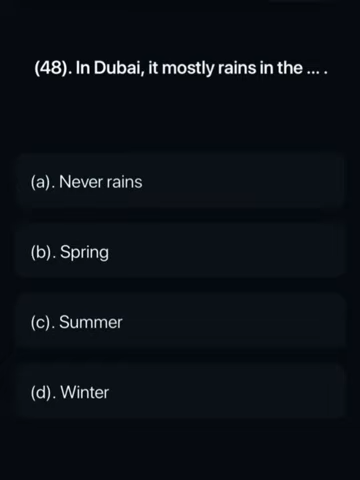 (48). In Dubai, it mostly rains in the ... .
(a). Never rains
(b). Spring
(c). Summer
(d). Winter